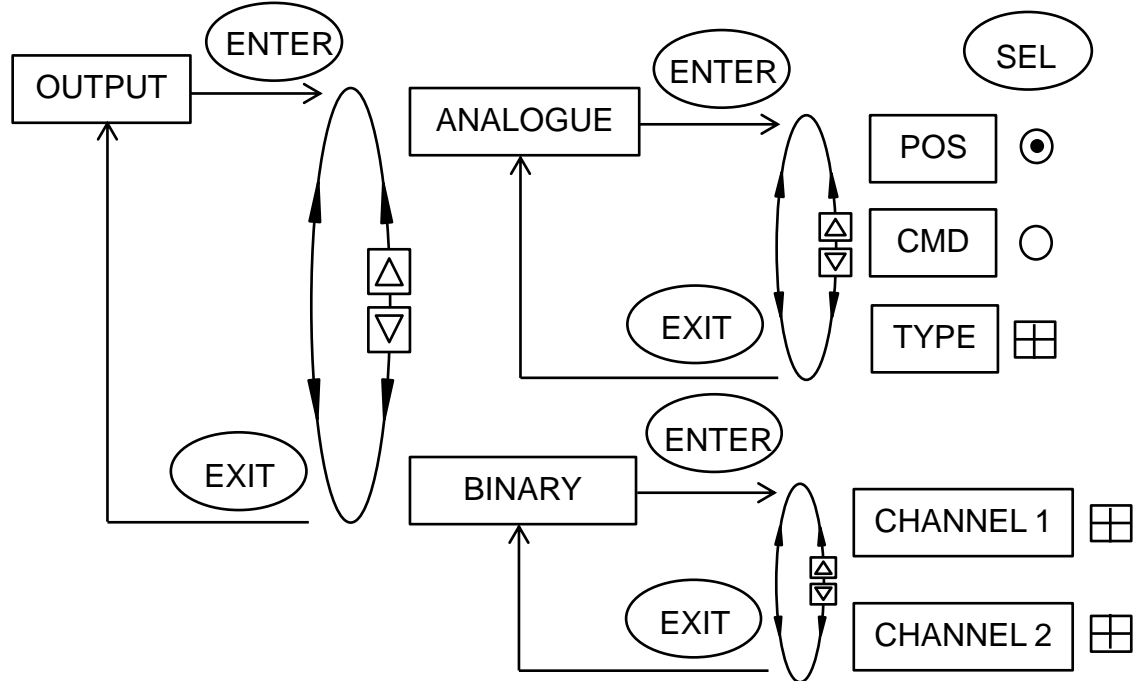 OUTPUT
ENTER
EXIT
ANALOGUE
ENTER
EXIT
SEL
POS
CMD
TYPE
BINARY
ENTER
EXIT
CHANNEL 1
CHANNEL 2